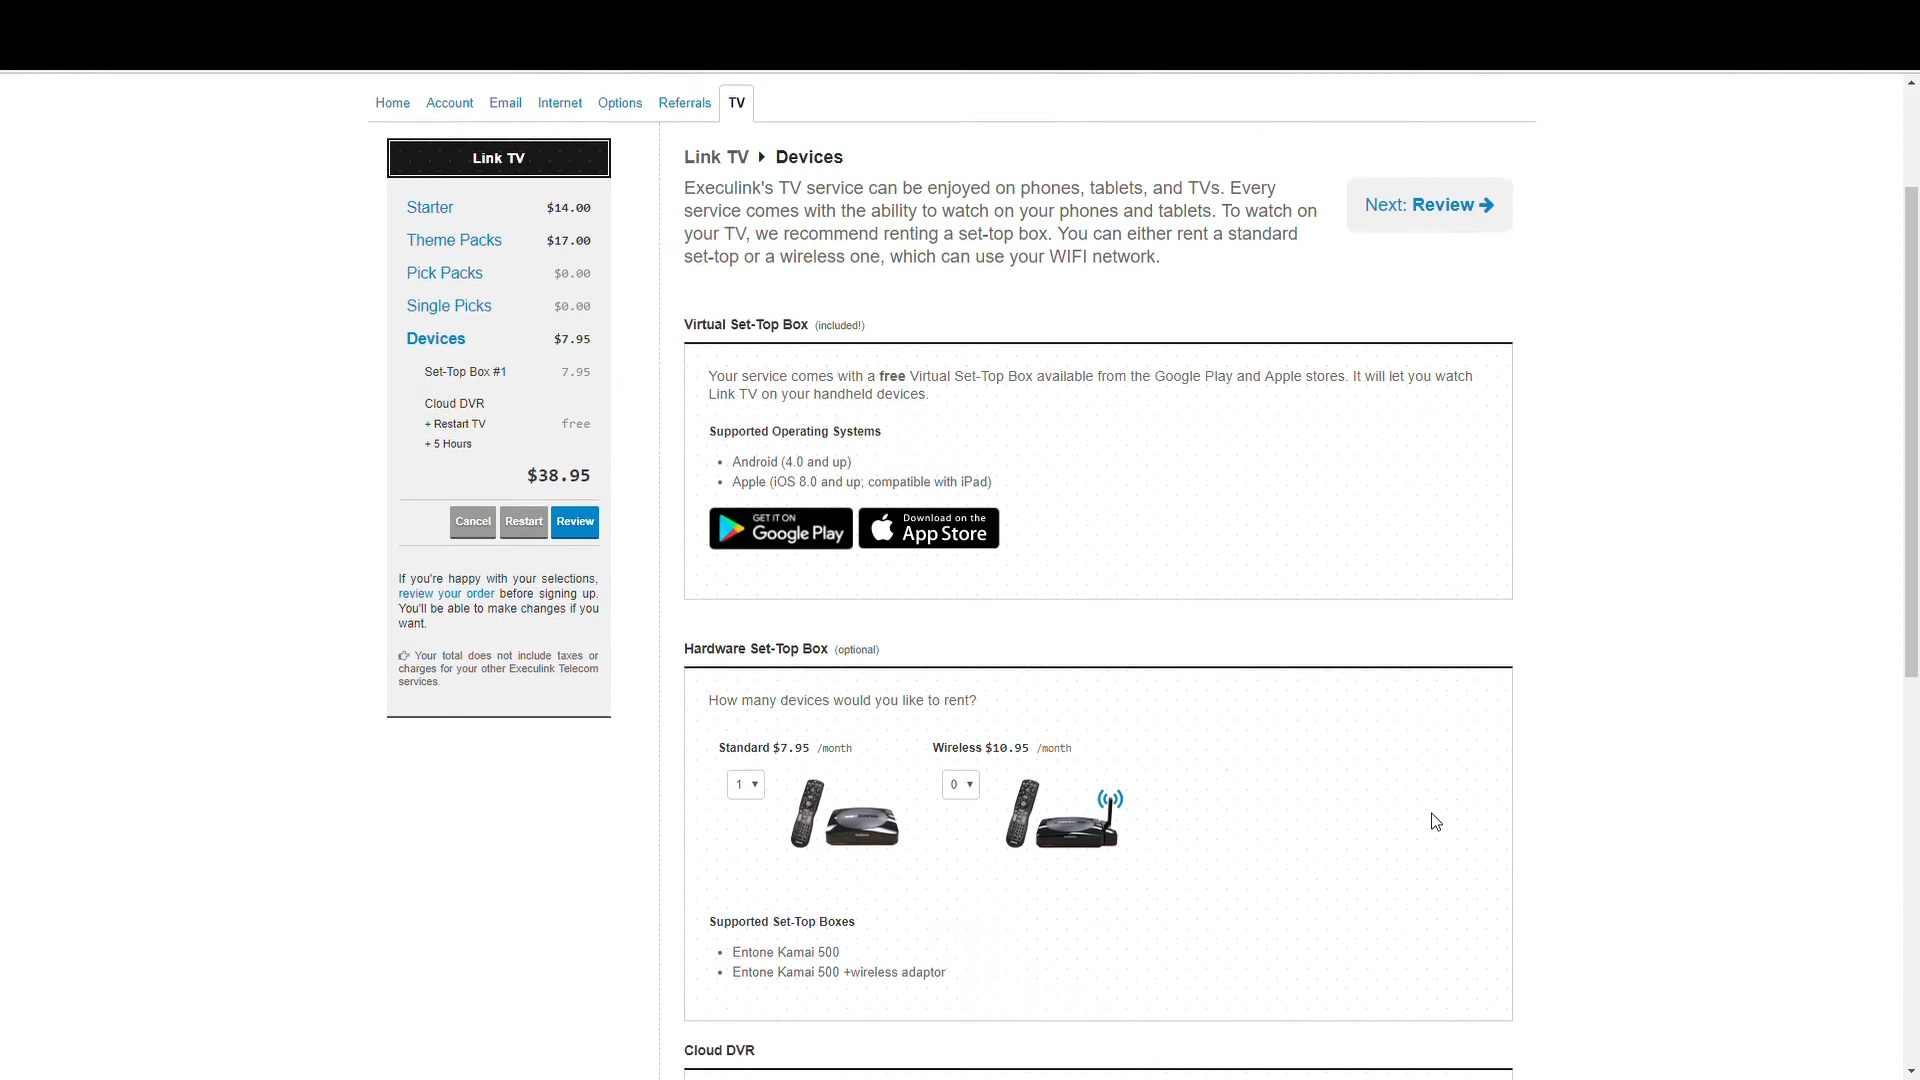 Home Account Email Internet Options Referrals TV
Link TV
Starter $14.00
Theme Packs $17.00
Pick Packs $0.00
Single Picks $0.00
Devices $7.95
Set-Top Box #1 7.95
Cloud DVR
+ Restart TV free
+ 5 Hours
$38.95
Cancel Restart Review
If you're happy with your selections,
review your order before signing up.
You'll be able to make changes if you
want.
Your total does not include taxes or
charges for your other Execulink Telecom
services.
Link TV Devices
Execulink's TV service can be enjoyed on phones, tablets, and TVs. Every
service comes with the ability to watch on your phones and tablets. To watch on
your TV, we recommend renting a set-top box. You can either rent a standard
set-top or a wireless one, which can use your WIFI network.
Next: Review
Virtual Set-Top Box (included!)
Your service comes with a free Virtual Set-Top Box available from the Google Play and Apple stores. It will let you watch
Link TV on your handheld devices.
Supported Operating Systems
• Android (4.0 and up)
• Apple (iOS 8.0 and up; compatible with iPad)
GET IT ON
Google Play
Download on the
App Store
Hardware Set-Top Box (optional)
How many devices would you like to rent?
Standard $7.95 /month Wireless $10.95 /month
1 0
Supported Set-Top Boxes
• Entone Kamai 500
• Entone Kamai 500 +wireless adaptor
Cloud DVR